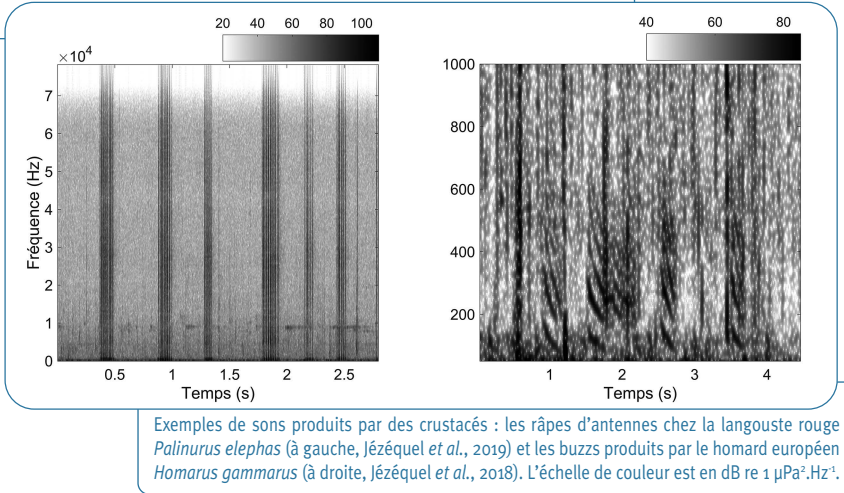 20 40 60 80 100
×10⁴
7
6
5
4
3
2
1
0
Fréquence (Hz)
0.5 1 1.5 2 2.5
Temps (s)
40 60 80
1000
800
600
400
200
1 2 3 4
Temps (s)
Exemples de sons produits par des crustacés : les râpes d’antennes chez la langouste rouge
Palinurus elephas (à gauche, Jézéquel et al., 2019) et les buzzs produits par le homard européen
Homarus gammarus (à droite, Jézéquel et al., 2018). L’échelle de couleur est en dB re 1 µPa².Hz⁻¹.